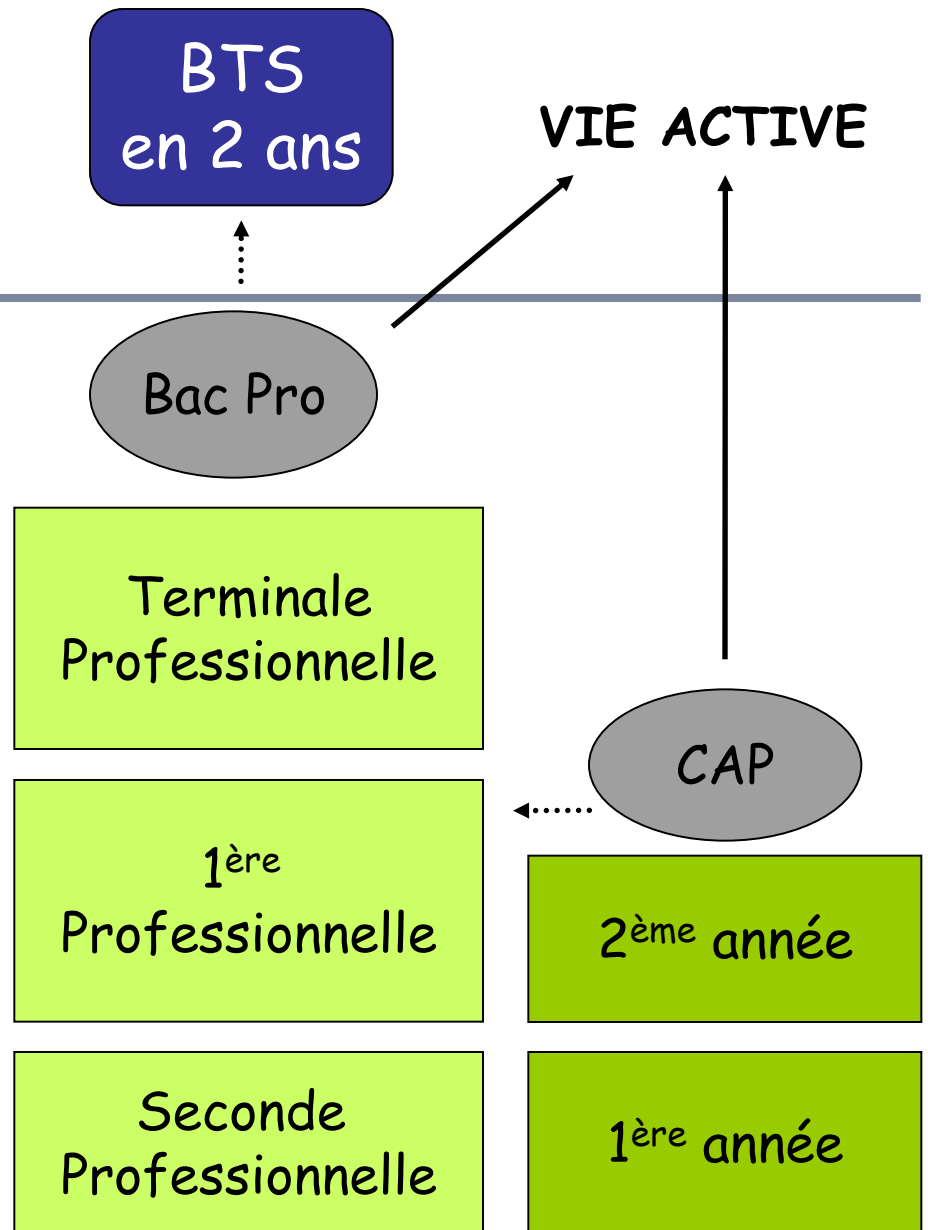 BTS
en 2 ans
VIE ACTIVE
Bac Pro
Terminale
Professionnelle
CAP
1ère
Professionnelle
2ème année
Seconde
Professionnelle
1ère année